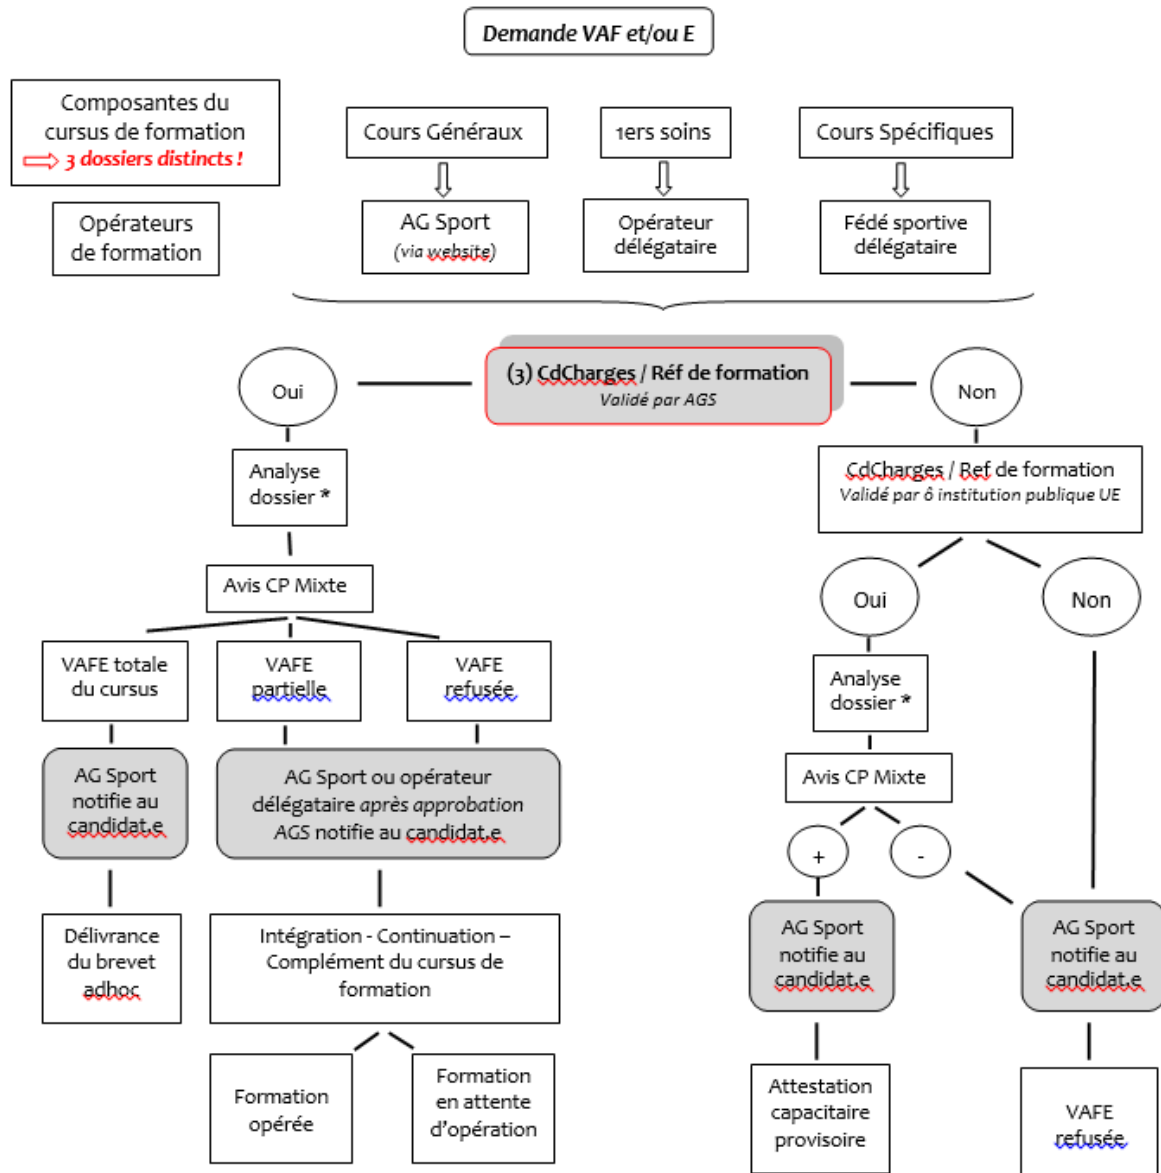 Demande VAF et/ou E
Composantes du
cursus de formation
3 dossiers distincts !
Cours Généraux
1ers soins
Cours Spécifiques
Opérateurs
de formation
AG Sport
(via website)
Opérateur
délégataire
Fédé sportive
délégataire
Oui
(3) CdCharges / Réf de formation
Validé par AGS
Non
Analyse
dossier *
CdCharges / Ref de formation
Validé par ô institution publique UE
Avis CP Mixte
Oui
Non
VAFE totale
du cursus
VAFE
partielle
VAFE
refusée
Analyse
dossier *
AG Sport
notifie au
candidat.e
AG Sport ou opérateur
délégataire après approbation
AGS notifie au candidat.e
Avis CP Mixte
+
-
Délivrance
du brevet
adhoc
Intégration - Continuation –
Complément du cursus de
formation
AG Sport
notifie au
candidat.e
AG Sport
notifie au
candidat.e
Formation
opérée
Formation
en attente
d'opération
Attestation
capacitaire
provisoire
VAFE
refusée